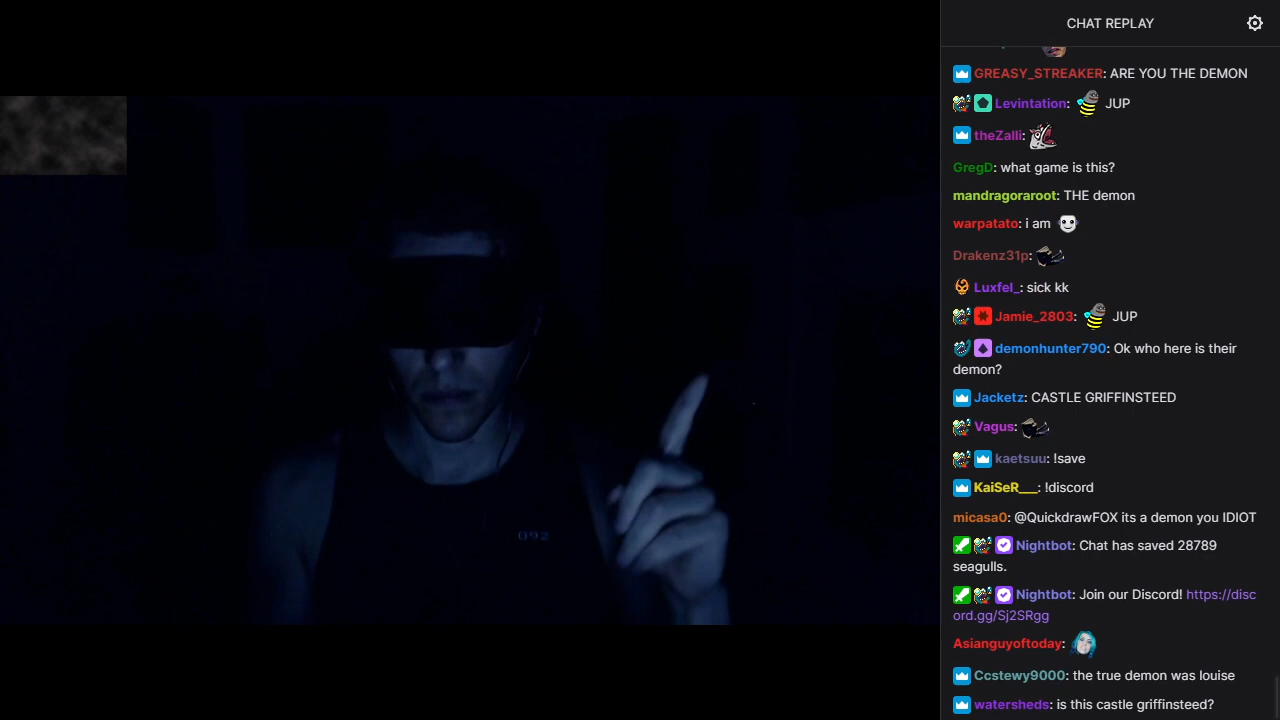 CHAT REPLAY
GREASY_STREAKER: ARE YOU THE DEMON
Levintation: JUP
theZalli:
GregD: what game is this?
mandragoraroot: THE demon
warpatato: i am
Drakenz31p:
Luxfel_: sick kk
Jamie_2803: JUP
demonhunter790: Ok who here is their
demon?
Jacketz: CASTLE GRIFFINSTEED
Vagus:
kaetsuu: !save
KaiSeR___: !discord
micasa0: @QuickdrawFOX its a demon you IDIOT
Nightbot: Chat has saved 28789
seagulls.
Nightbot: Join our Discord! https://disc
ord.gg/Sj2SRgg
Asianguyoftoday:
Ccstewy9000: the true demon was louise
watersheds: is this castle griffinsteed?
092